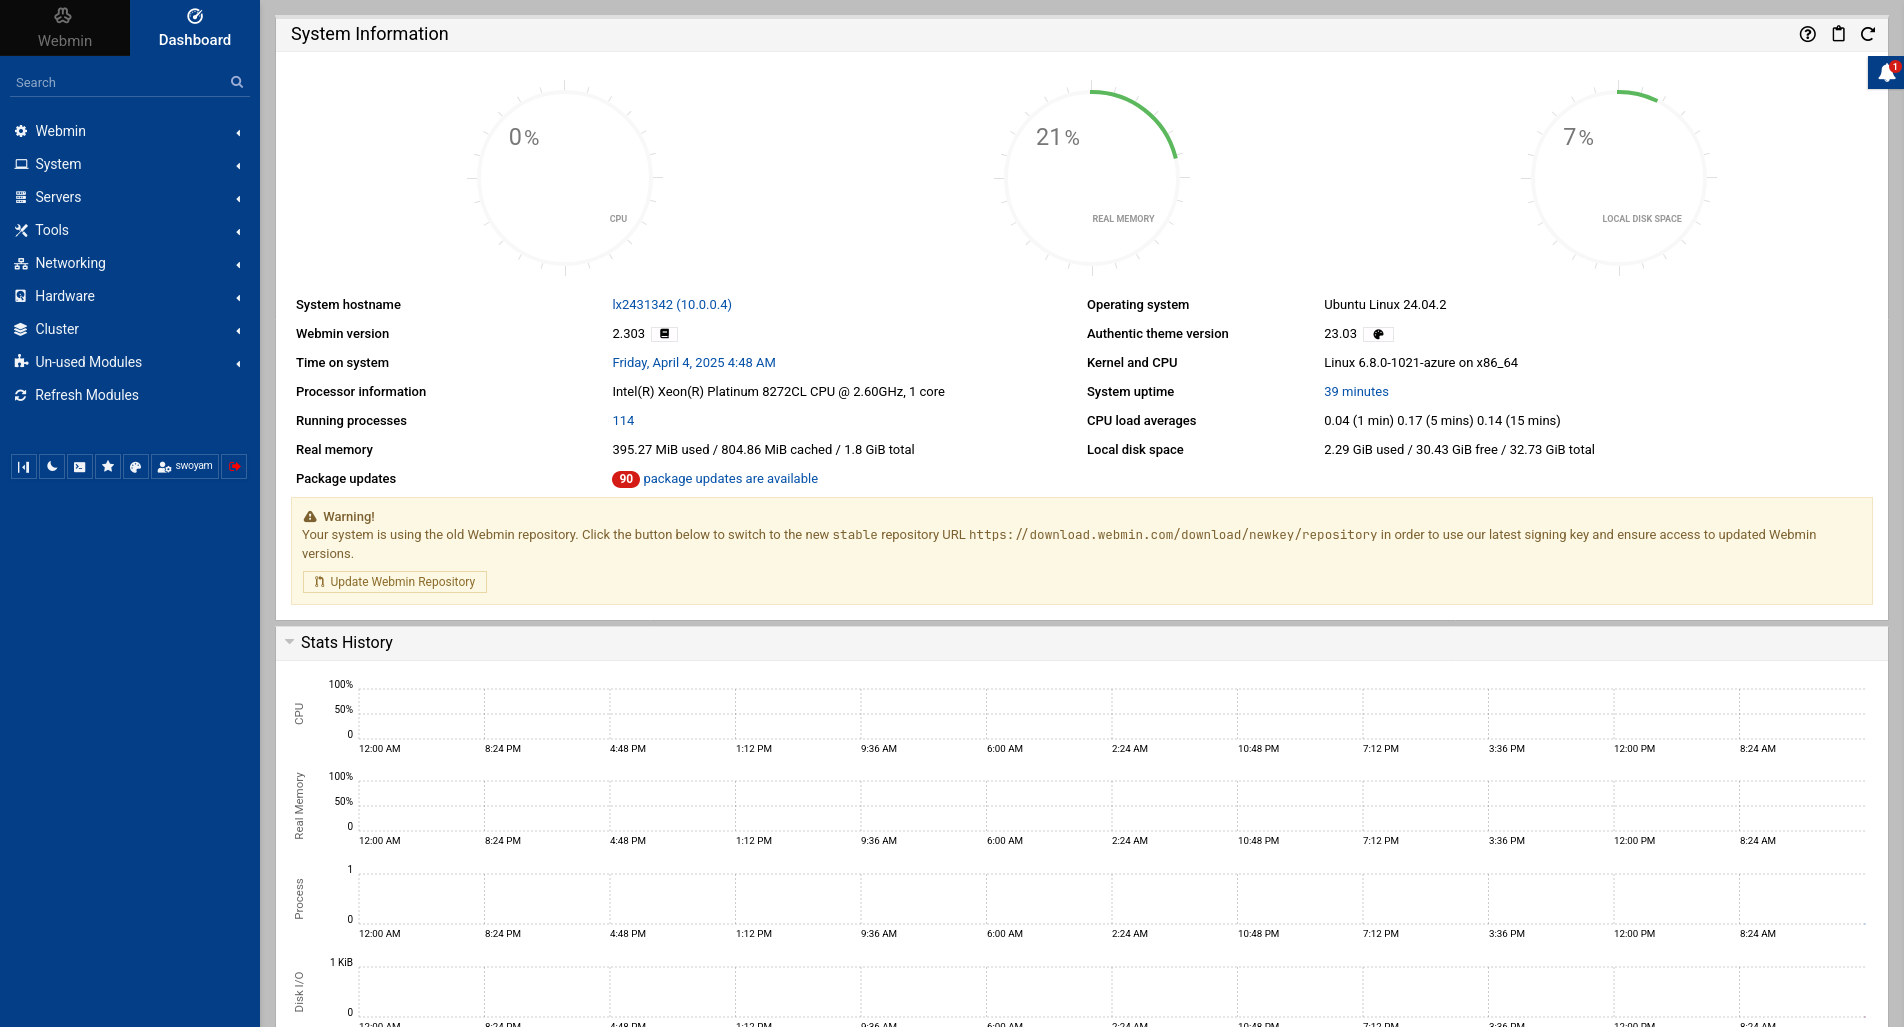 Webmin
Dashboard
Search
Webmin
System
Servers
Tools
Networking
Hardware
Cluster
Un-used Modules
Refresh Modules
swoyam
System Information
1
0%
CPU
21%
REAL MEMORY
7%
LOCAL DISK SPACE
System hostname lx2431342 (10.0.0.4) Operating system Ubuntu Linux 24.04.2
Webmin version 2.303 Authentic theme version 23.03
Time on system Friday, April 4, 2025 4:48 AM Kernel and CPU Linux 6.8.0-1021-azure on x86_64
Processor information Intel(R) Xeon(R) Platinum 8272CL CPU @ 2.60GHz, 1 core System uptime 39 minutes
Running processes 114 CPU load averages 0.04 (1 min) 0.17 (5 mins) 0.14 (15 mins)
Real memory 395.27 MiB used / 804.86 MiB cached / 1.8 GiB total Local disk space 2.29 GiB used / 30.43 GiB free / 32.73 GiB total
Package updates 90 package updates are available
Warning!
Your system is using the old Webmin repository. Click the button below to switch to the new stable repository URL https://download.webmin.com/download/newkey/repository in order to use our latest signing key and ensure access to updated Webmin
versions.
Update Webmin Repository
Stats History
CPU
100%
50%
0
12:00 AM 8:24 PM 4:48 PM 1:12 PM 9:36 AM 6:00 AM 2:24 AM 10:48 PM 7:12 PM 3:36 PM 12:00 PM 8:24 AM
Real Memory
100%
50%
0
12:00 AM 8:24 PM 4:48 PM 1:12 PM 9:36 AM 6:00 AM 2:24 AM 10:48 PM 7:12 PM 3:36 PM 12:00 PM 8:24 AM
Process
1
0
12:00 AM 8:24 PM 4:48 PM 1:12 PM 9:36 AM 6:00 AM 2:24 AM 10:48 PM 7:12 PM 3:36 PM 12:00 PM 8:24 AM
Disk I/O
1 KiB
0
12:00 AM 8:24 PM 4:48 PM 1:12 PM 9:36 AM 6:00 AM 2:24 AM 10:48 PM 7:12 PM 3:36 PM 12:00 PM 8:24 AM